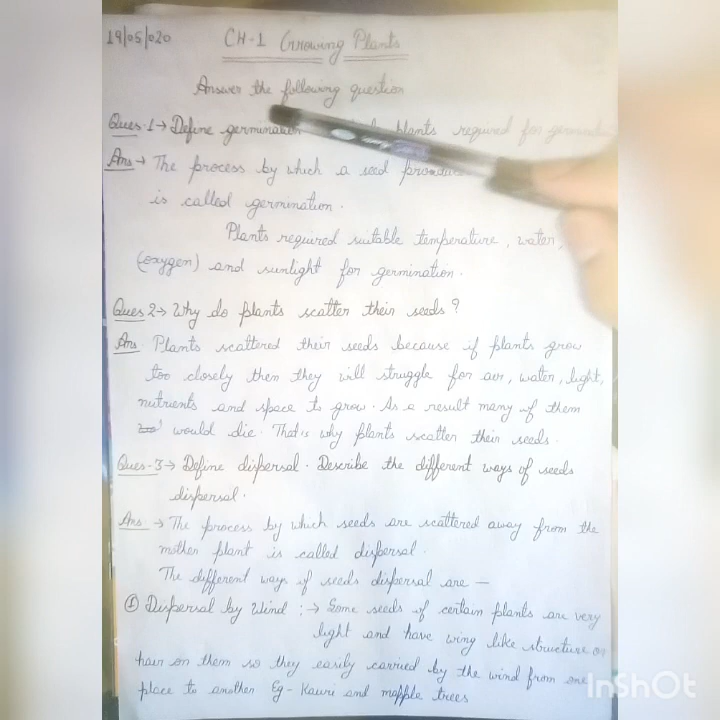 19/05/020
CH-1 Growing Plants
Answer the following question
Ques.1→ Define germination plants required for
Ans → The process by which a seed
is called germination.
Plants required suitable temperature, water,
(oxygen) and sunlight for germination.
Ques 2→ Why do plants scatter their seeds?
Ans. Plants scattered their seeds because if plants grow
too closely then they will struggle for air, water, light,
nutrients and space to grow. As a result many of them
would die. That is why plants scatter their seeds.
Ques-3→ Define dispersal. Describe the different ways of seeds
dispersal.
Ans → The process by which seeds are scattered away from the
mother plant is called dispersal.
The different ways of seeds dispersal are —
① Dispersal by Wind :→ Some seeds of certain plants are very
light and have wing like structure or
hair on them so they easily carried by the wind from one
place to another Eg - Kauri and mapple trees
InShOt